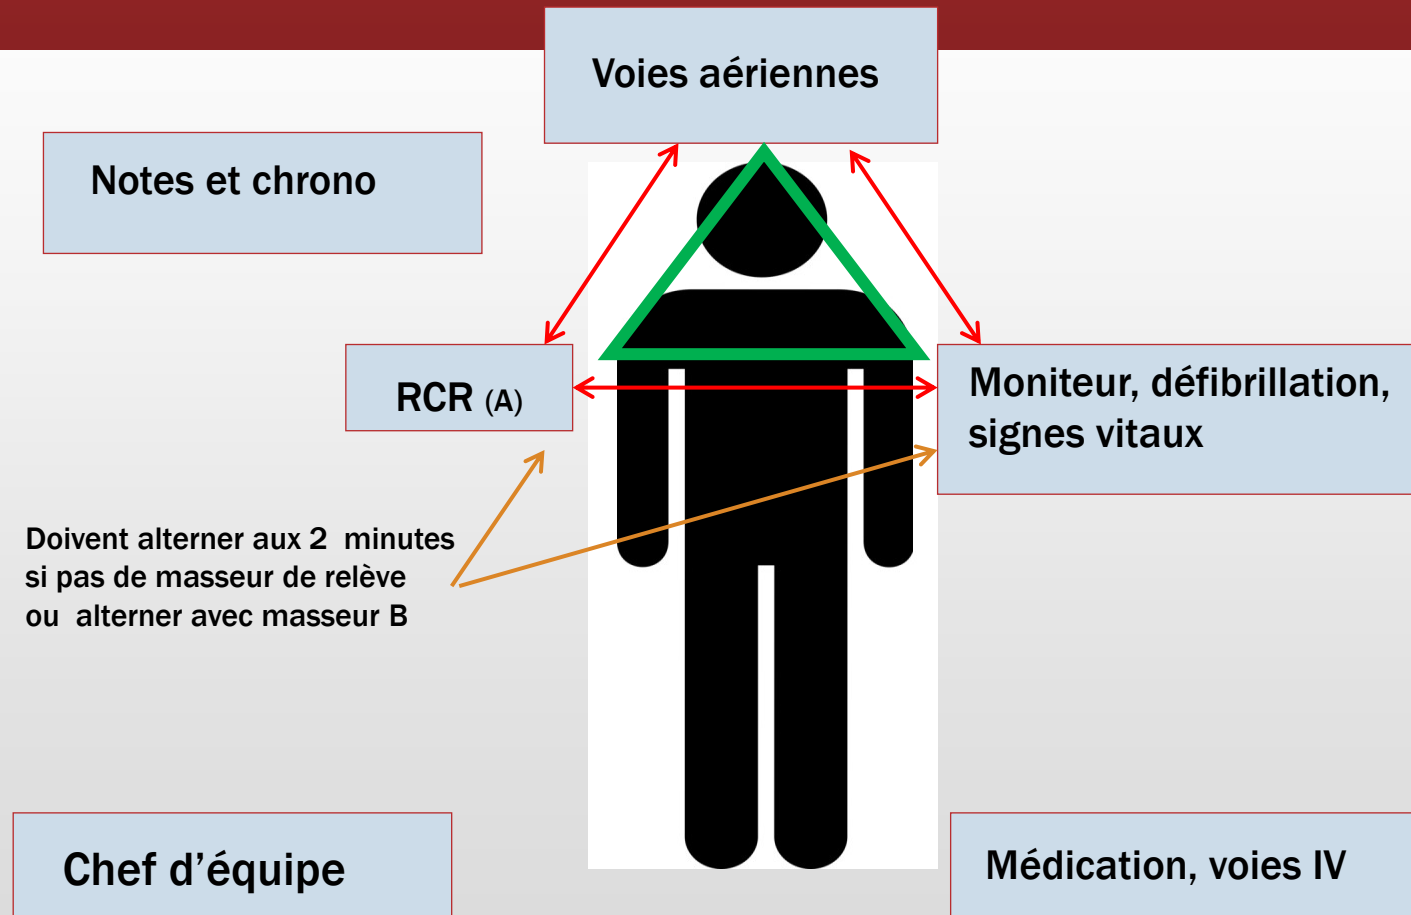 Voies aériennes
Notes et chrono
RCR (A)
Moniteur, défibrillation,
signes vitaux
Doivent alterner aux 2 minutes
si pas de masseur de relève
ou alterner avec masseur B
Chef d’équipe
Médication, voies IV